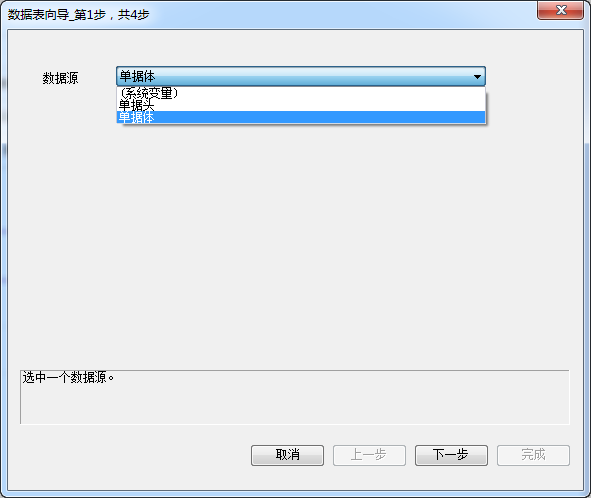 数据表向导_第1步，共4步
数据源
单据体
(系统变量)
单据头
单据体
选中一个数据源。
取消
上一步
下一步
完成